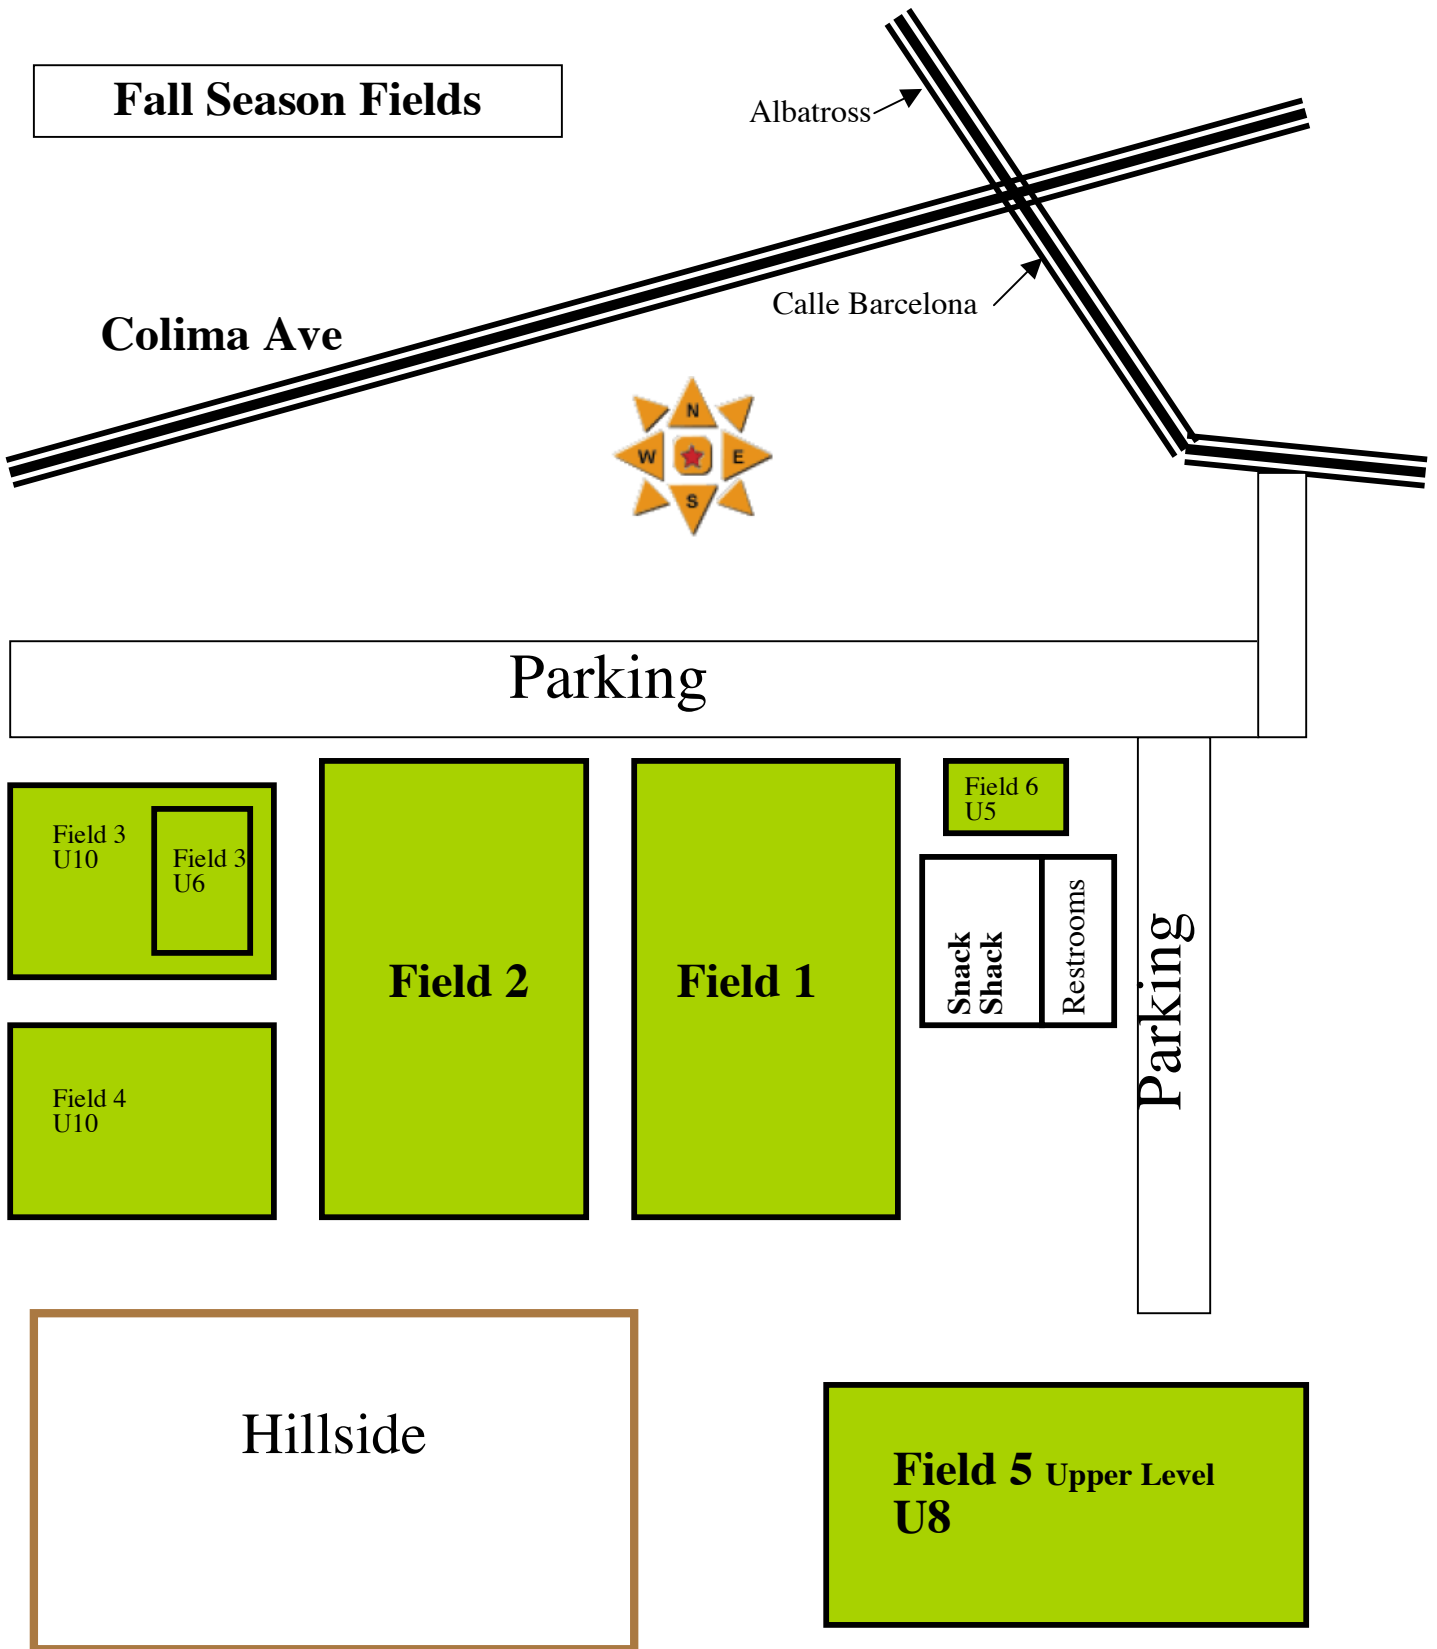 Fall Season Fields
Albatross
Calle Barcelona
Colima Ave
N
W
E
S
Parking
Field 6
U5
Field 3
U10
Field 3
U6
Snack
Shack
Restrooms
Parking
Field 2
Field 1
Field 4
U10
Hillside
Field 5 Upper Level
U8